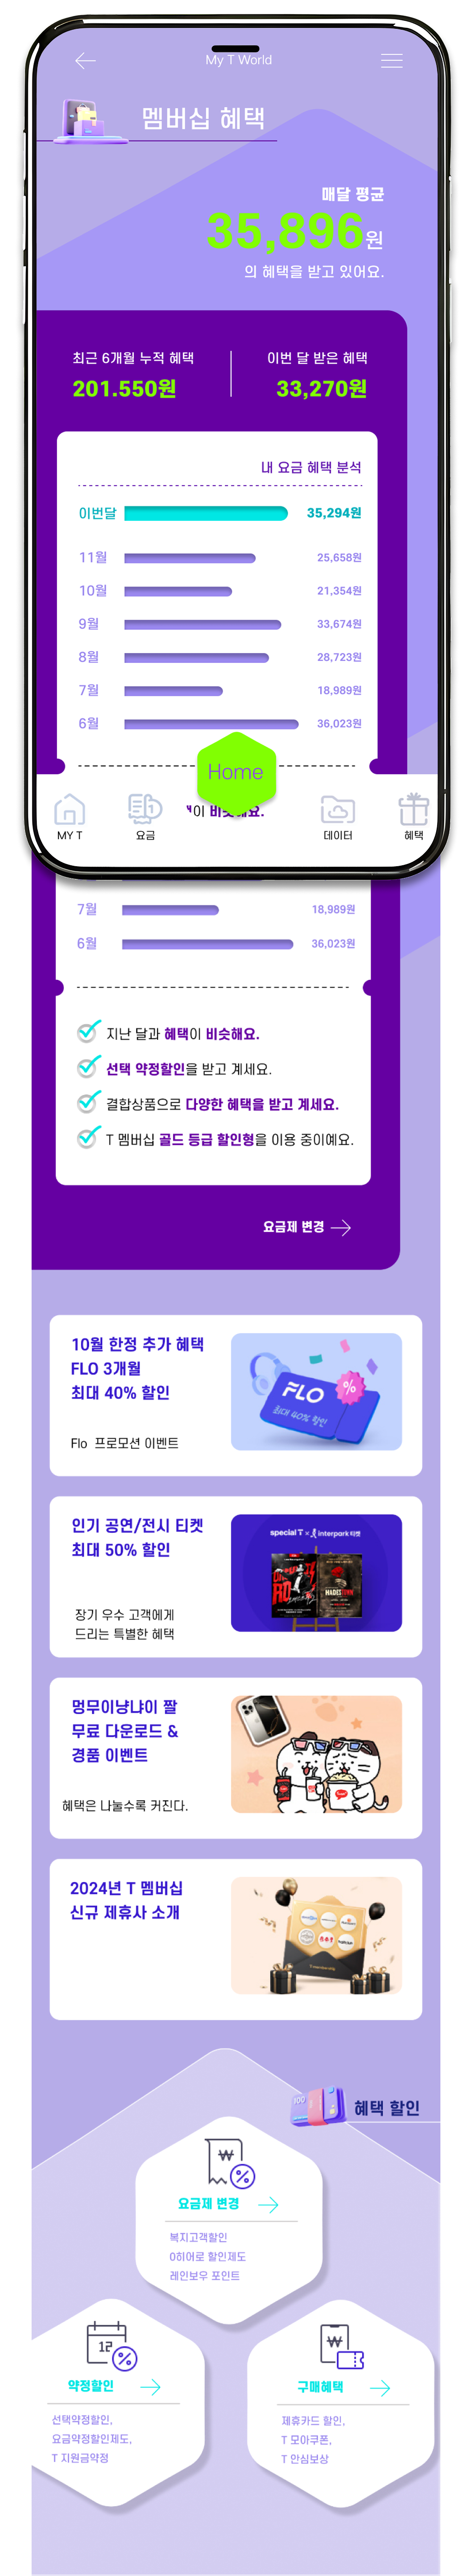 My T World
멤버십 혜택
매달 평균
35,896원
의 혜택을 받고 있어요.
최근 6개월 누적 혜택
201.550원
이번 달 받은 혜택
33,270원
내 요금 혜택 분석
이번달 35,294원
11월 25,658원
10월 21,354원
9월 33,674원
8월 28,723원
7월 18,989원
6월 36,023원
Home
이 비슷해요.
MY T
요금
데이터
혜택
7월 18,989원
6월 36,023원
지난 달과 혜택이 비슷해요.
선택 약정할인을 받고 계세요.
결합상품으로 다양한 혜택을 받고 계세요.
T 멤버십 골드 등급 할인형을 이용 중이예요.
요금제 변경
10월 한정 추가 혜택
FLO 3개월
최대 40% 할인
Flo 프로모션 이벤트
FLO
%
최대 40% 할인
인기 공연/전시 티켓
최대 50% 할인
장기 우수 고객에게
드리는 특별한 혜택
special T × interpark 티켓
멍무이냥냐이 짤
무료 다운로드 &
경품 이벤트
혜택은 나눌수록 커진다.
2024년 T 멤버십
신규 제휴사 소개
혜택 할인
요금제 변경
복지고객할인
0히어로 할인제도
레인보우 포인트
12
약정할인
선택약정할인,
요금약정할인제도,
T 지원금약정
구매혜택
제휴카드 할인,
T 모아쿠폰,
T 안심보상